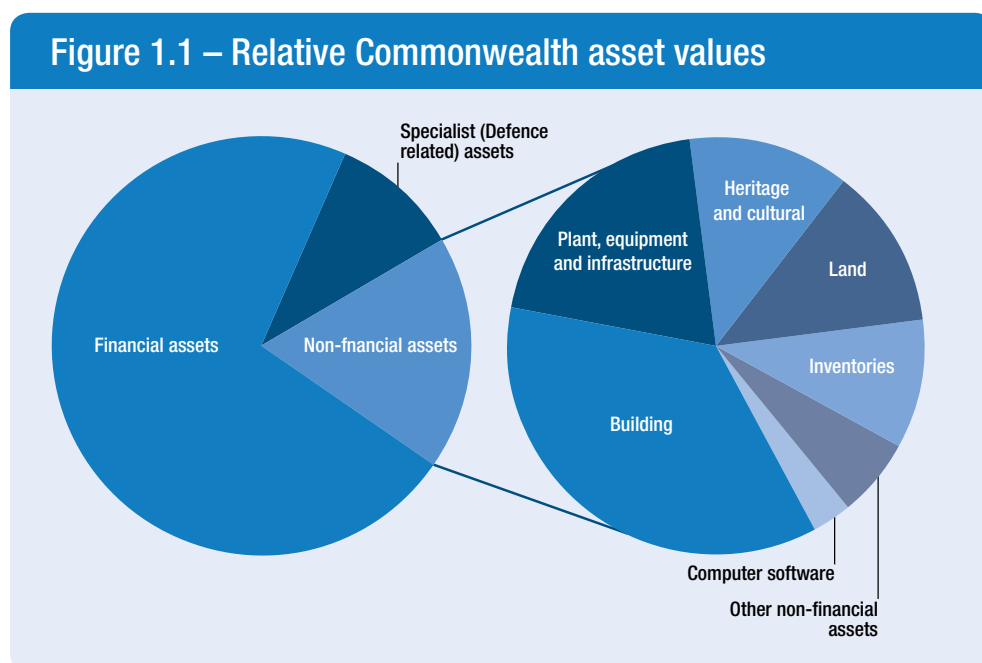 Figure 1.1 – Relative Commonwealth asset values
Specialist (Defence
related) assets
Financial assets
Non-fnancial assets
Heritage
and cultural
Plant, equipment
and infrastructure
Land
Inventories
Building
Computer software
Other non-financial
assets